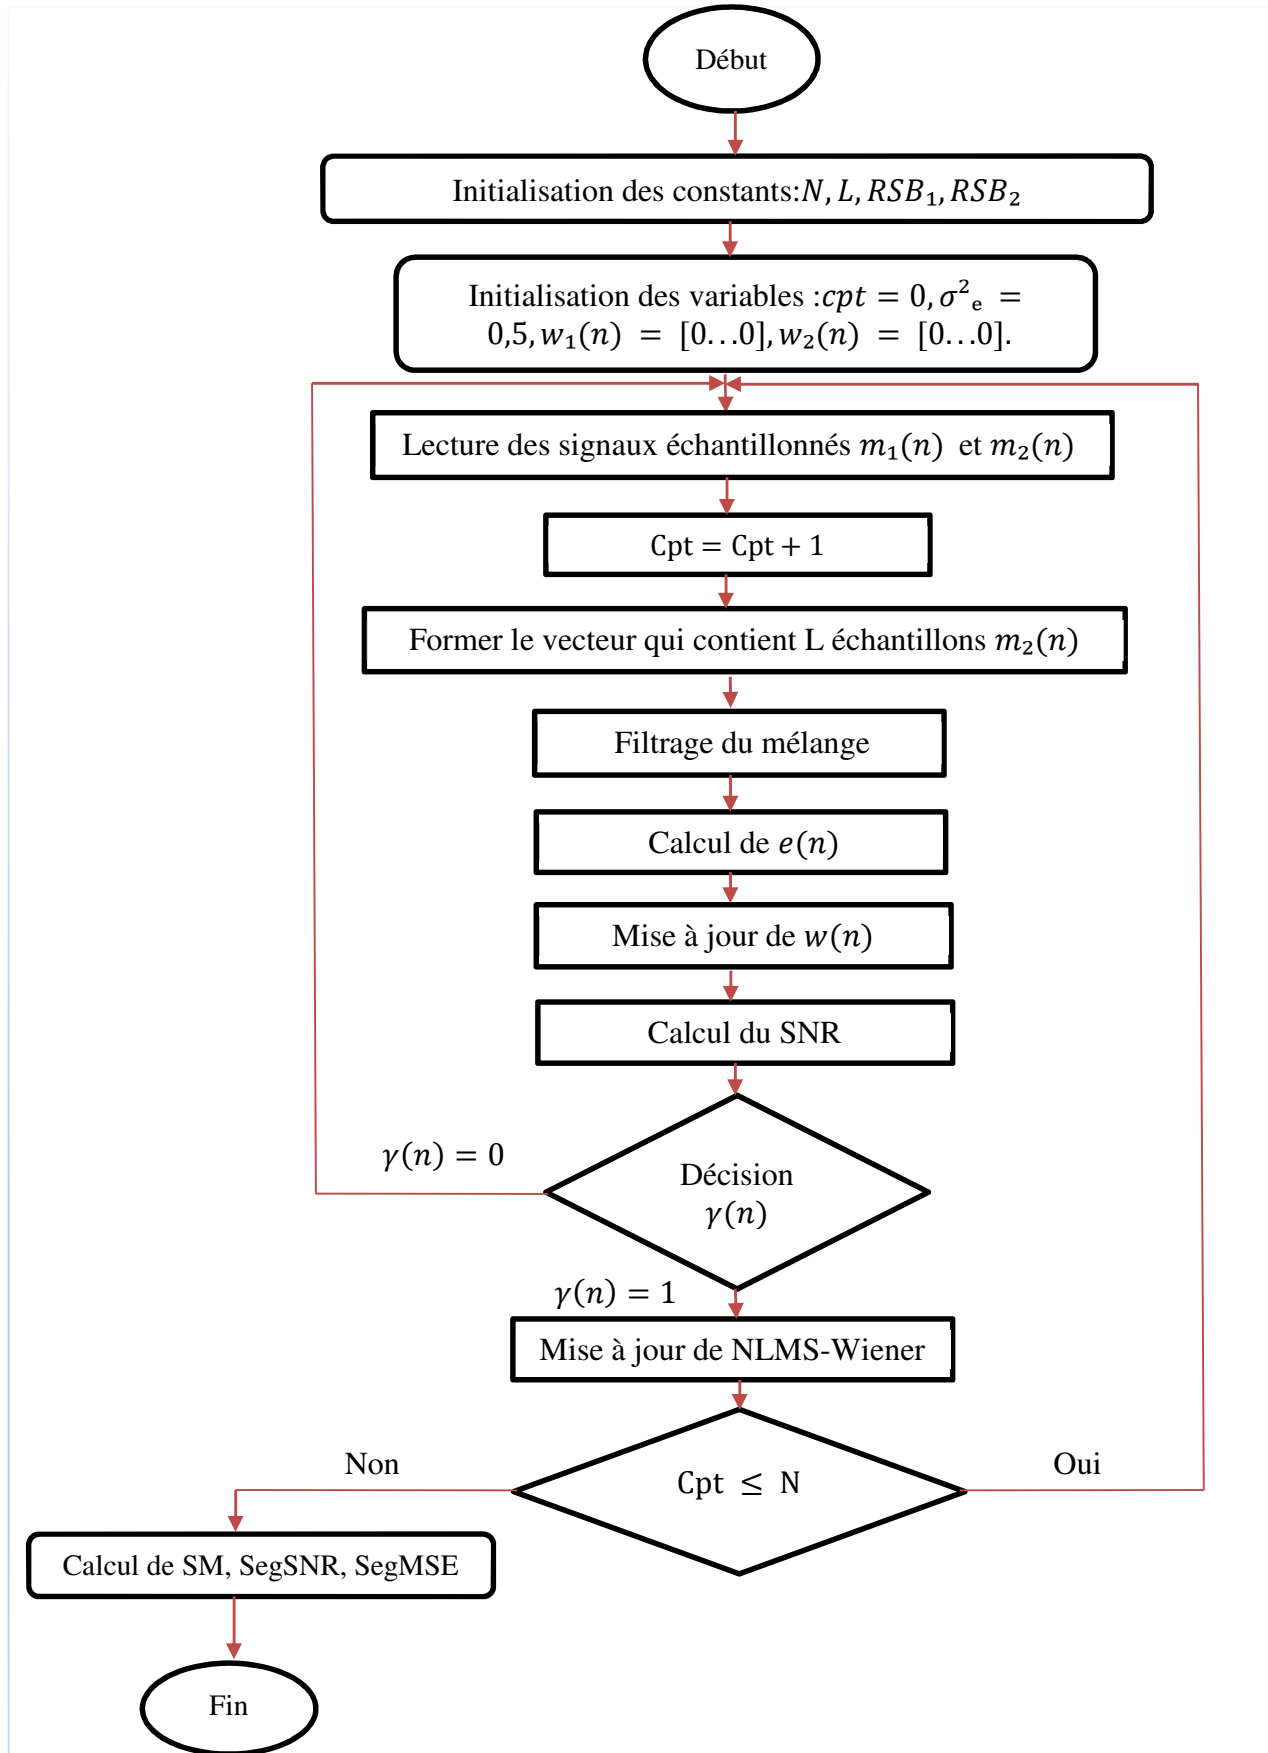 Début
Initialisation des constants:N, L, RSB₁, RSB₂
Initialisation des variables :cpt = 0, σ²ₑ =
0,5, w₁(n) = [0…0], w₂(n) = [0…0].
Lecture des signaux échantillonnés m₁(n) et m₂(n)
Cpt = Cpt + 1
Former le vecteur qui contient L échantillons m₂(n)
Filtrage du mélange
Calcul de e(n)
Mise à jour de w(n)
Calcul du SNR
γ(n) = 0
Décision
γ(n)
γ(n) = 1
Mise à jour de NLMS-Wiener
Non
Cpt ≤ N
Oui
Calcul de SM, SegSNR, SegMSE
Fin